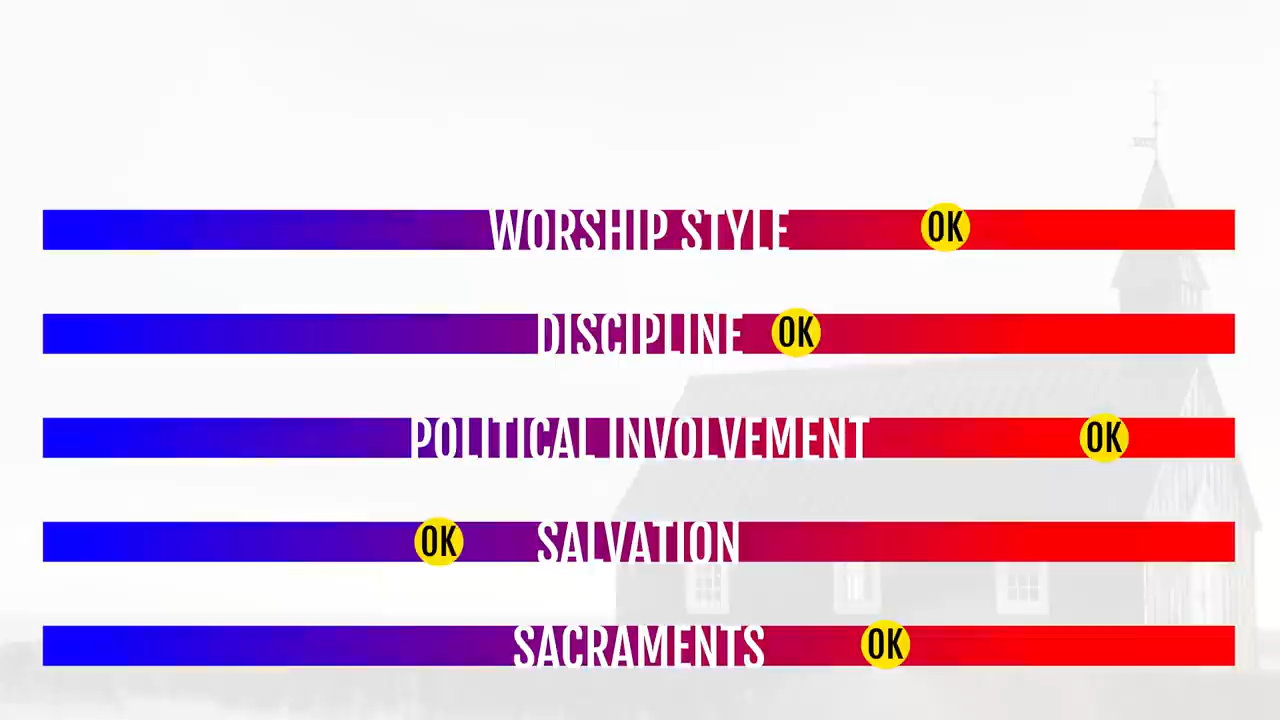 WORSHIP STYLE OK
DISCIPLINE OK
POLITICAL INVOLVEMENT OK
OK SALVATION
SACRAMENTS OK